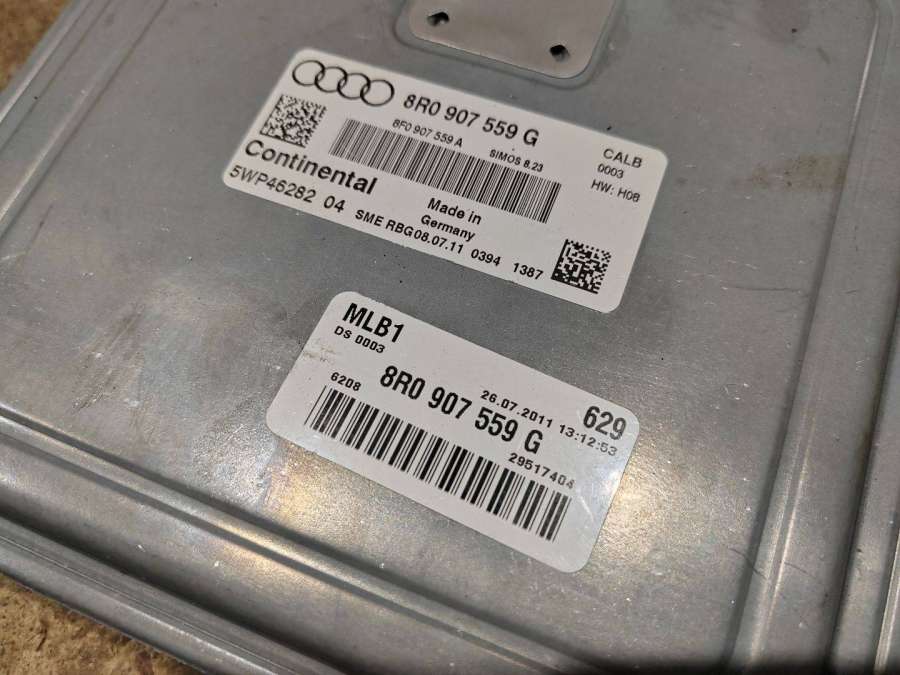 8R0 907 559 G
8F0 907 559 A SIMOS 8.23
CALB
0003
HW: H08
Continental
5WP46282 04
Made in
Germany
SME RBG08.07.11 0394 1387
MLB1
DS 0003
629
26.07.2011 13:12:53
6208
8R0 907 559 G
29517404